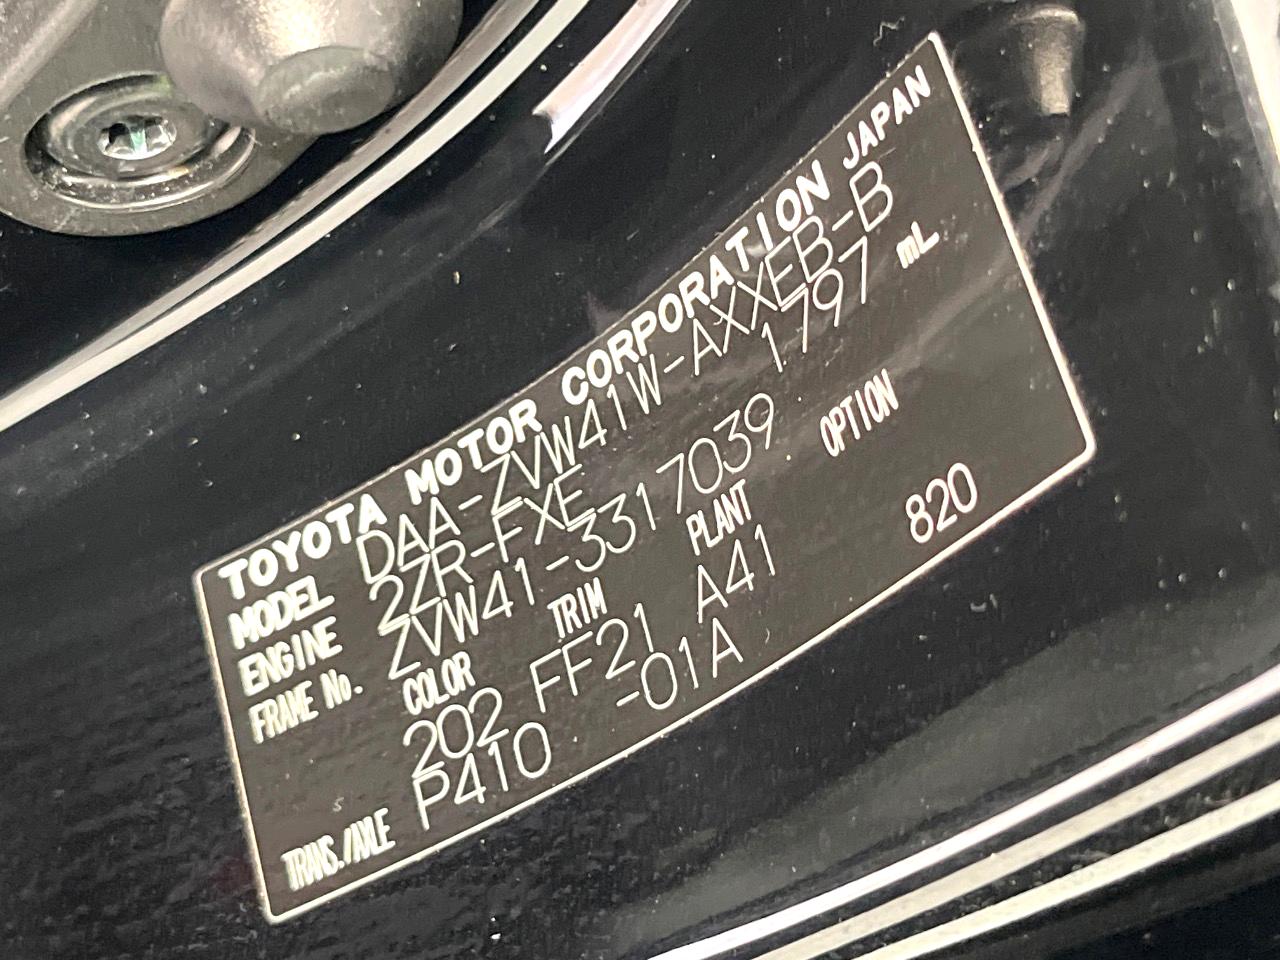 TOYOTA MOTOR CORPORATION JAPAN
MODEL DAA-ZVW41W-AXXEB-B
ENGINE 2ZR-FXE 1797 mL
FRAME No. ZVW41-3317039
COLOR TRIM PLANT OPTION
202 FF21 A41 820
TRANS./AXLE P410 -01A